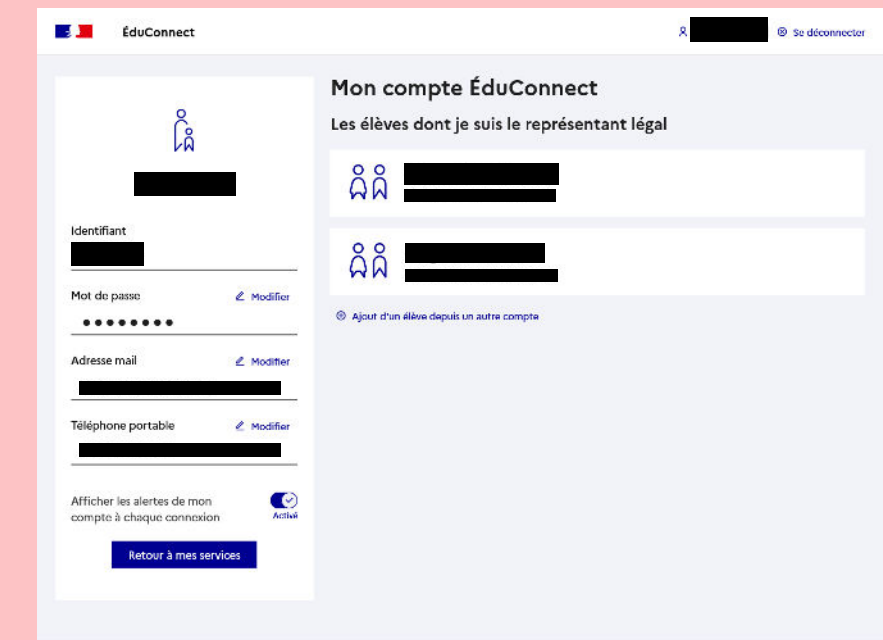 ÉduConnect
Se déconnecter
Mon compte ÉduConnect
Les élèves dont je suis le représentant légal
Identifiant
Mot de passe
Modifier
Adresse mail
Modifier
Téléphone portable
Modifier
Afficher les alertes de mon
compte à chaque connexion
Activé
Retour à mes services
Ajout d'un élève depuis un autre compte